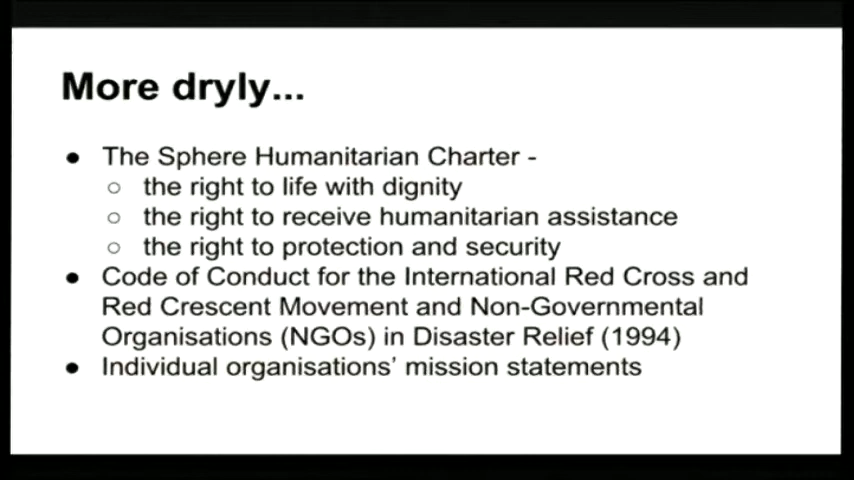 More dryly...
● The Sphere Humanitarian Charter -
○ the right to life with dignity
○ the right to receive humanitarian assistance
○ the right to protection and security
● Code of Conduct for the International Red Cross and
Red Crescent Movement and Non-Governmental
Organisations (NGOs) in Disaster Relief (1994)
● Individual organisations’ mission statements